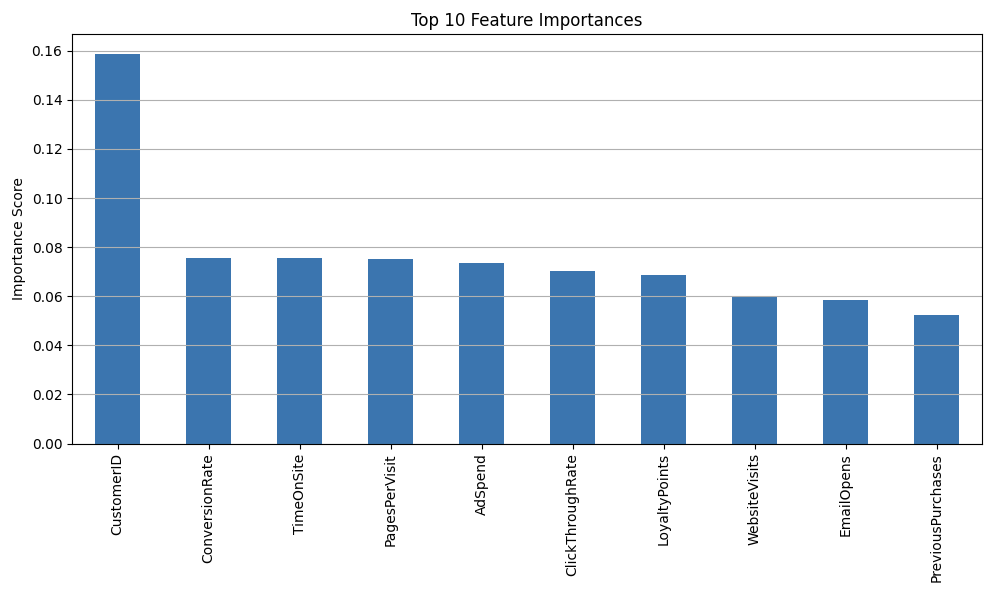 Top 10 Feature Importances
Importance Score
0.16
0.14
0.12
0.10
0.08
0.06
0.04
0.02
0.00
CustomerID
ConversionRate
TimeOnSite
PagesPerVisit
AdSpend
ClickThroughRate
LoyaltyPoints
WebsiteVisits
EmailOpens
PreviousPurchases